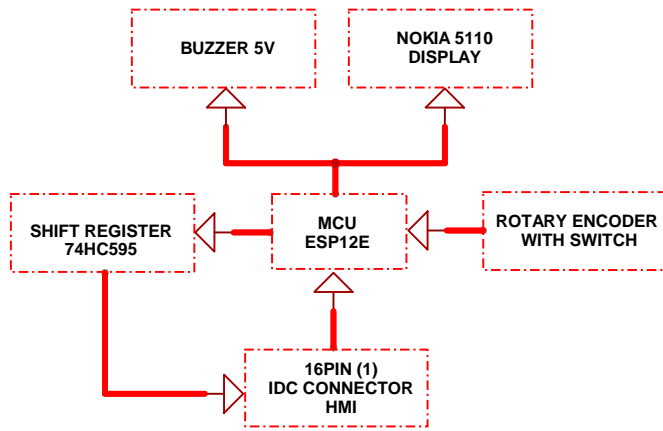 BUZZER 5V
NOKIA 5110
DISPLAY
SHIFT REGISTER
74HC595
MCU
ESP12E
ROTARY ENCODER
WITH SWITCH
16PIN (1)
IDC CONNECTOR
HMI